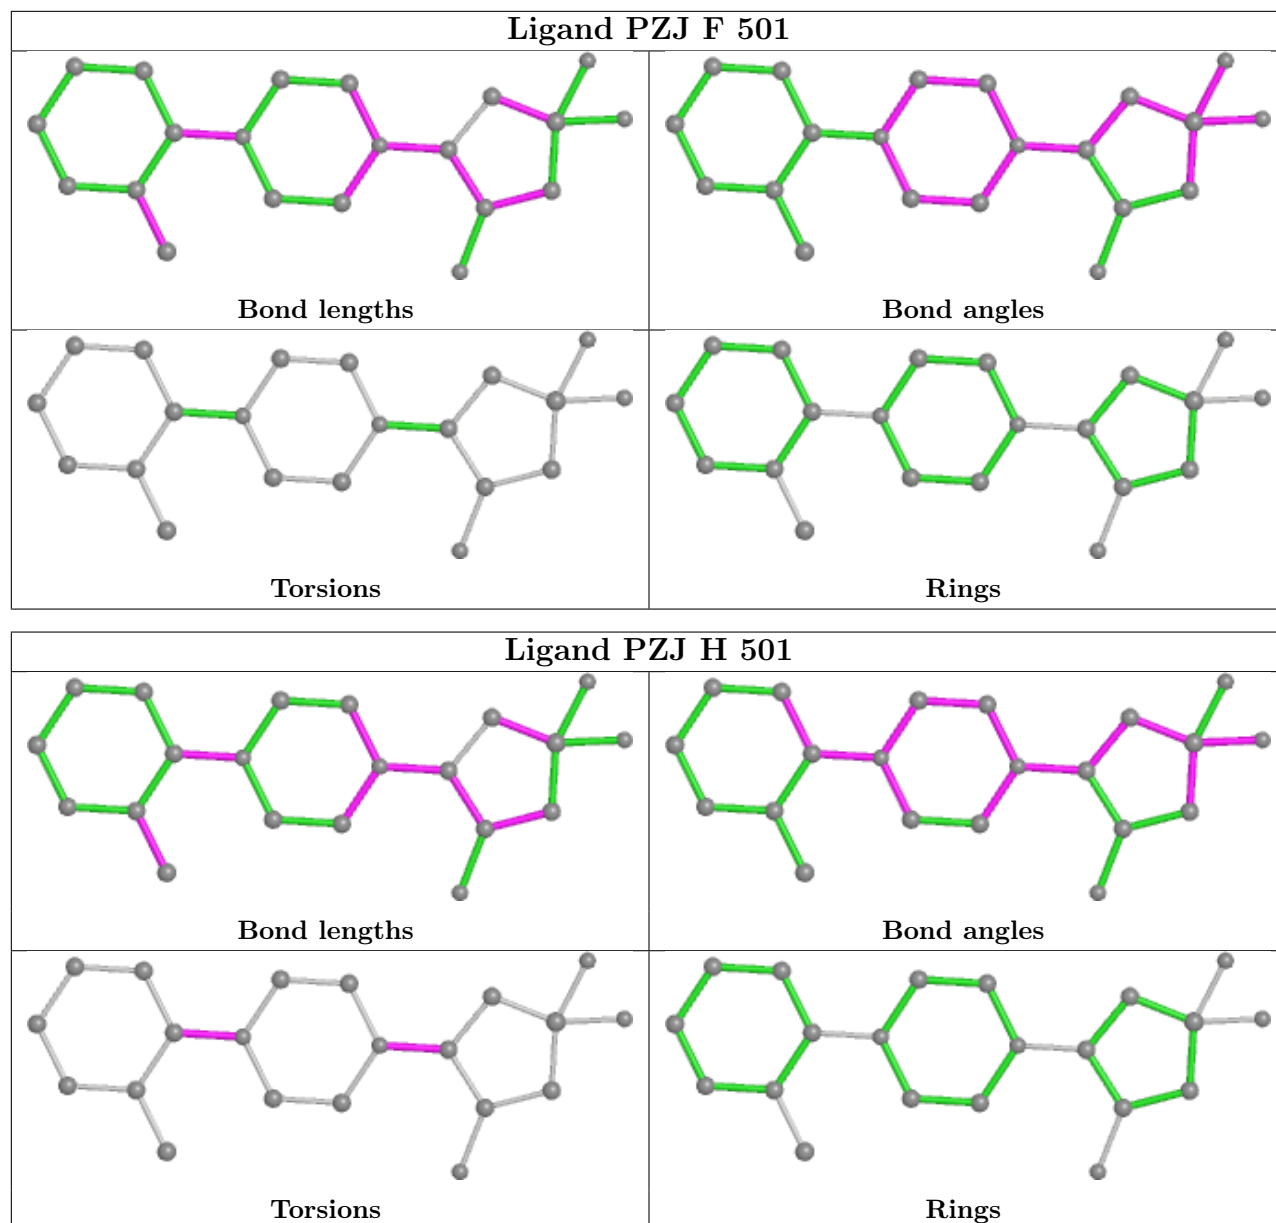 Ligand PZJ F 501
Bond lengths
Bond angles
Torsions
Rings
Ligand PZJ H 501
Bond lengths
Bond angles
Torsions
Rings